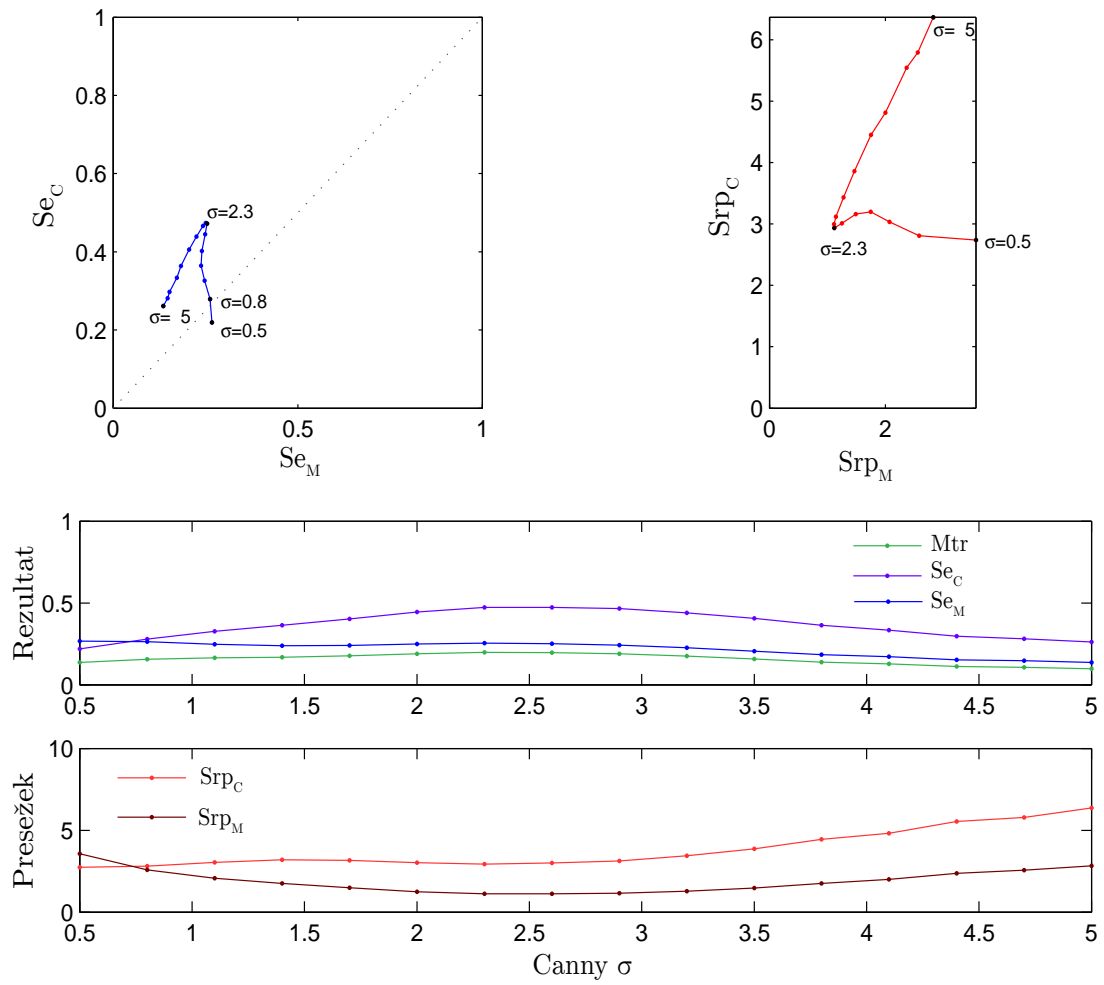 1
0.8
0.6
0.4
0.2
0
Se_C
σ=2.3
σ=0.8
σ=0.5
σ= 5
0 0.5 1
Se_M
6
5
4
3
2
1
0
Srp_C
σ= 5
σ=2.3
σ=0.5
0 2
Srp_M
1
0.5
0
Rezultat
Mtr
Se_C
Se_M
0.5 1 1.5 2 2.5 3 3.5 4 4.5 5
10
5
0
Presežek
Srp_C
Srp_M
0.5 1 1.5 2 2.5 3 3.5 4 4.5 5
Canny σ